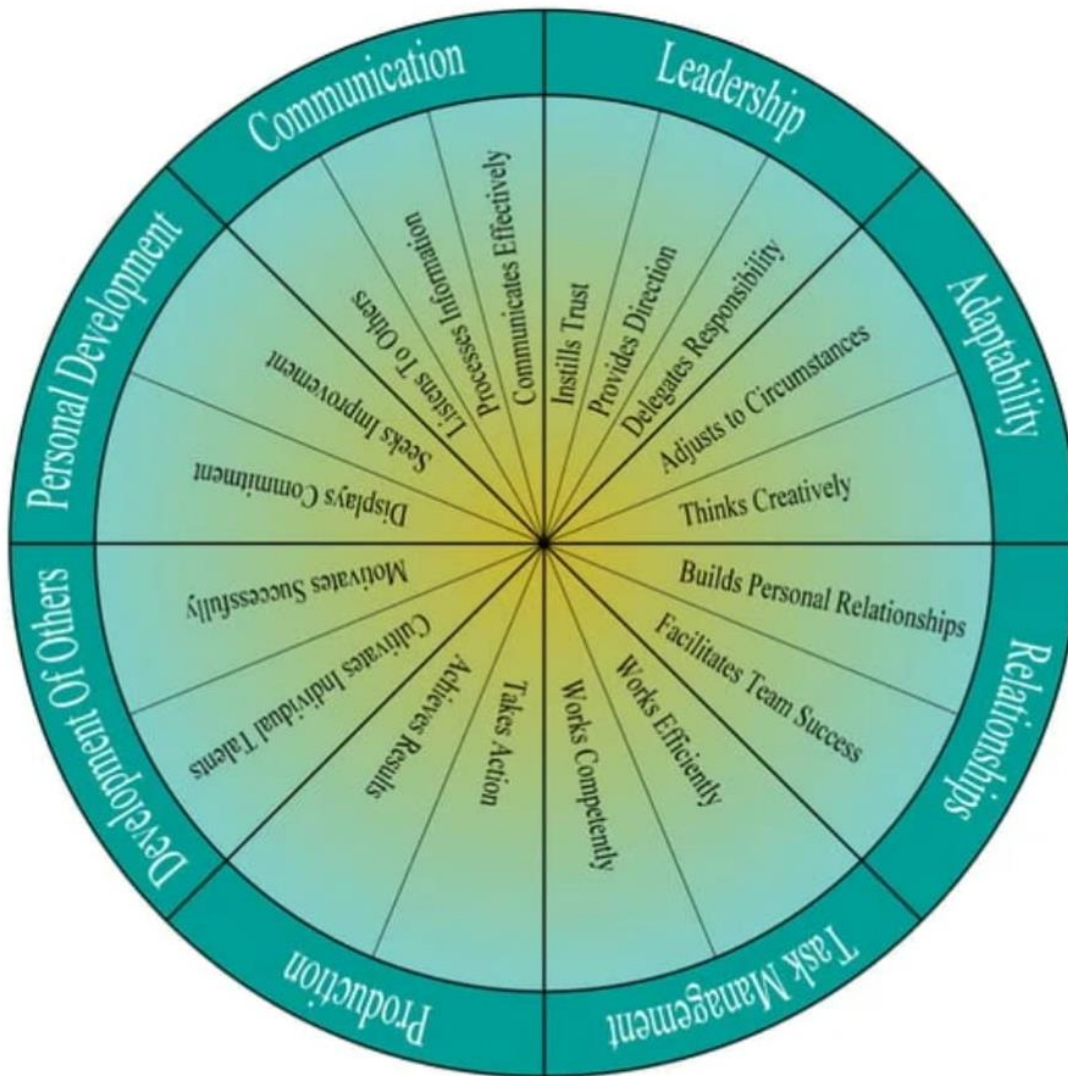 Communication
Listens To Others
Processes Information
Communicates Effectively
Leadership
Instills Trust
Provides Direction
Delegates Responsibility
Adaptability
Adjusts to Circumstances
Thinks Creatively
Relationships
Builds Personal Relationships
Facilitates Team Success
Task Management
Works Efficiently
Works Competently
Production
Takes Action
Achieves Results
Development Of Others
Cultivates Individual Talents
Motivates Successfully
Personal Development
Displays Commitment
Seeks Improvement